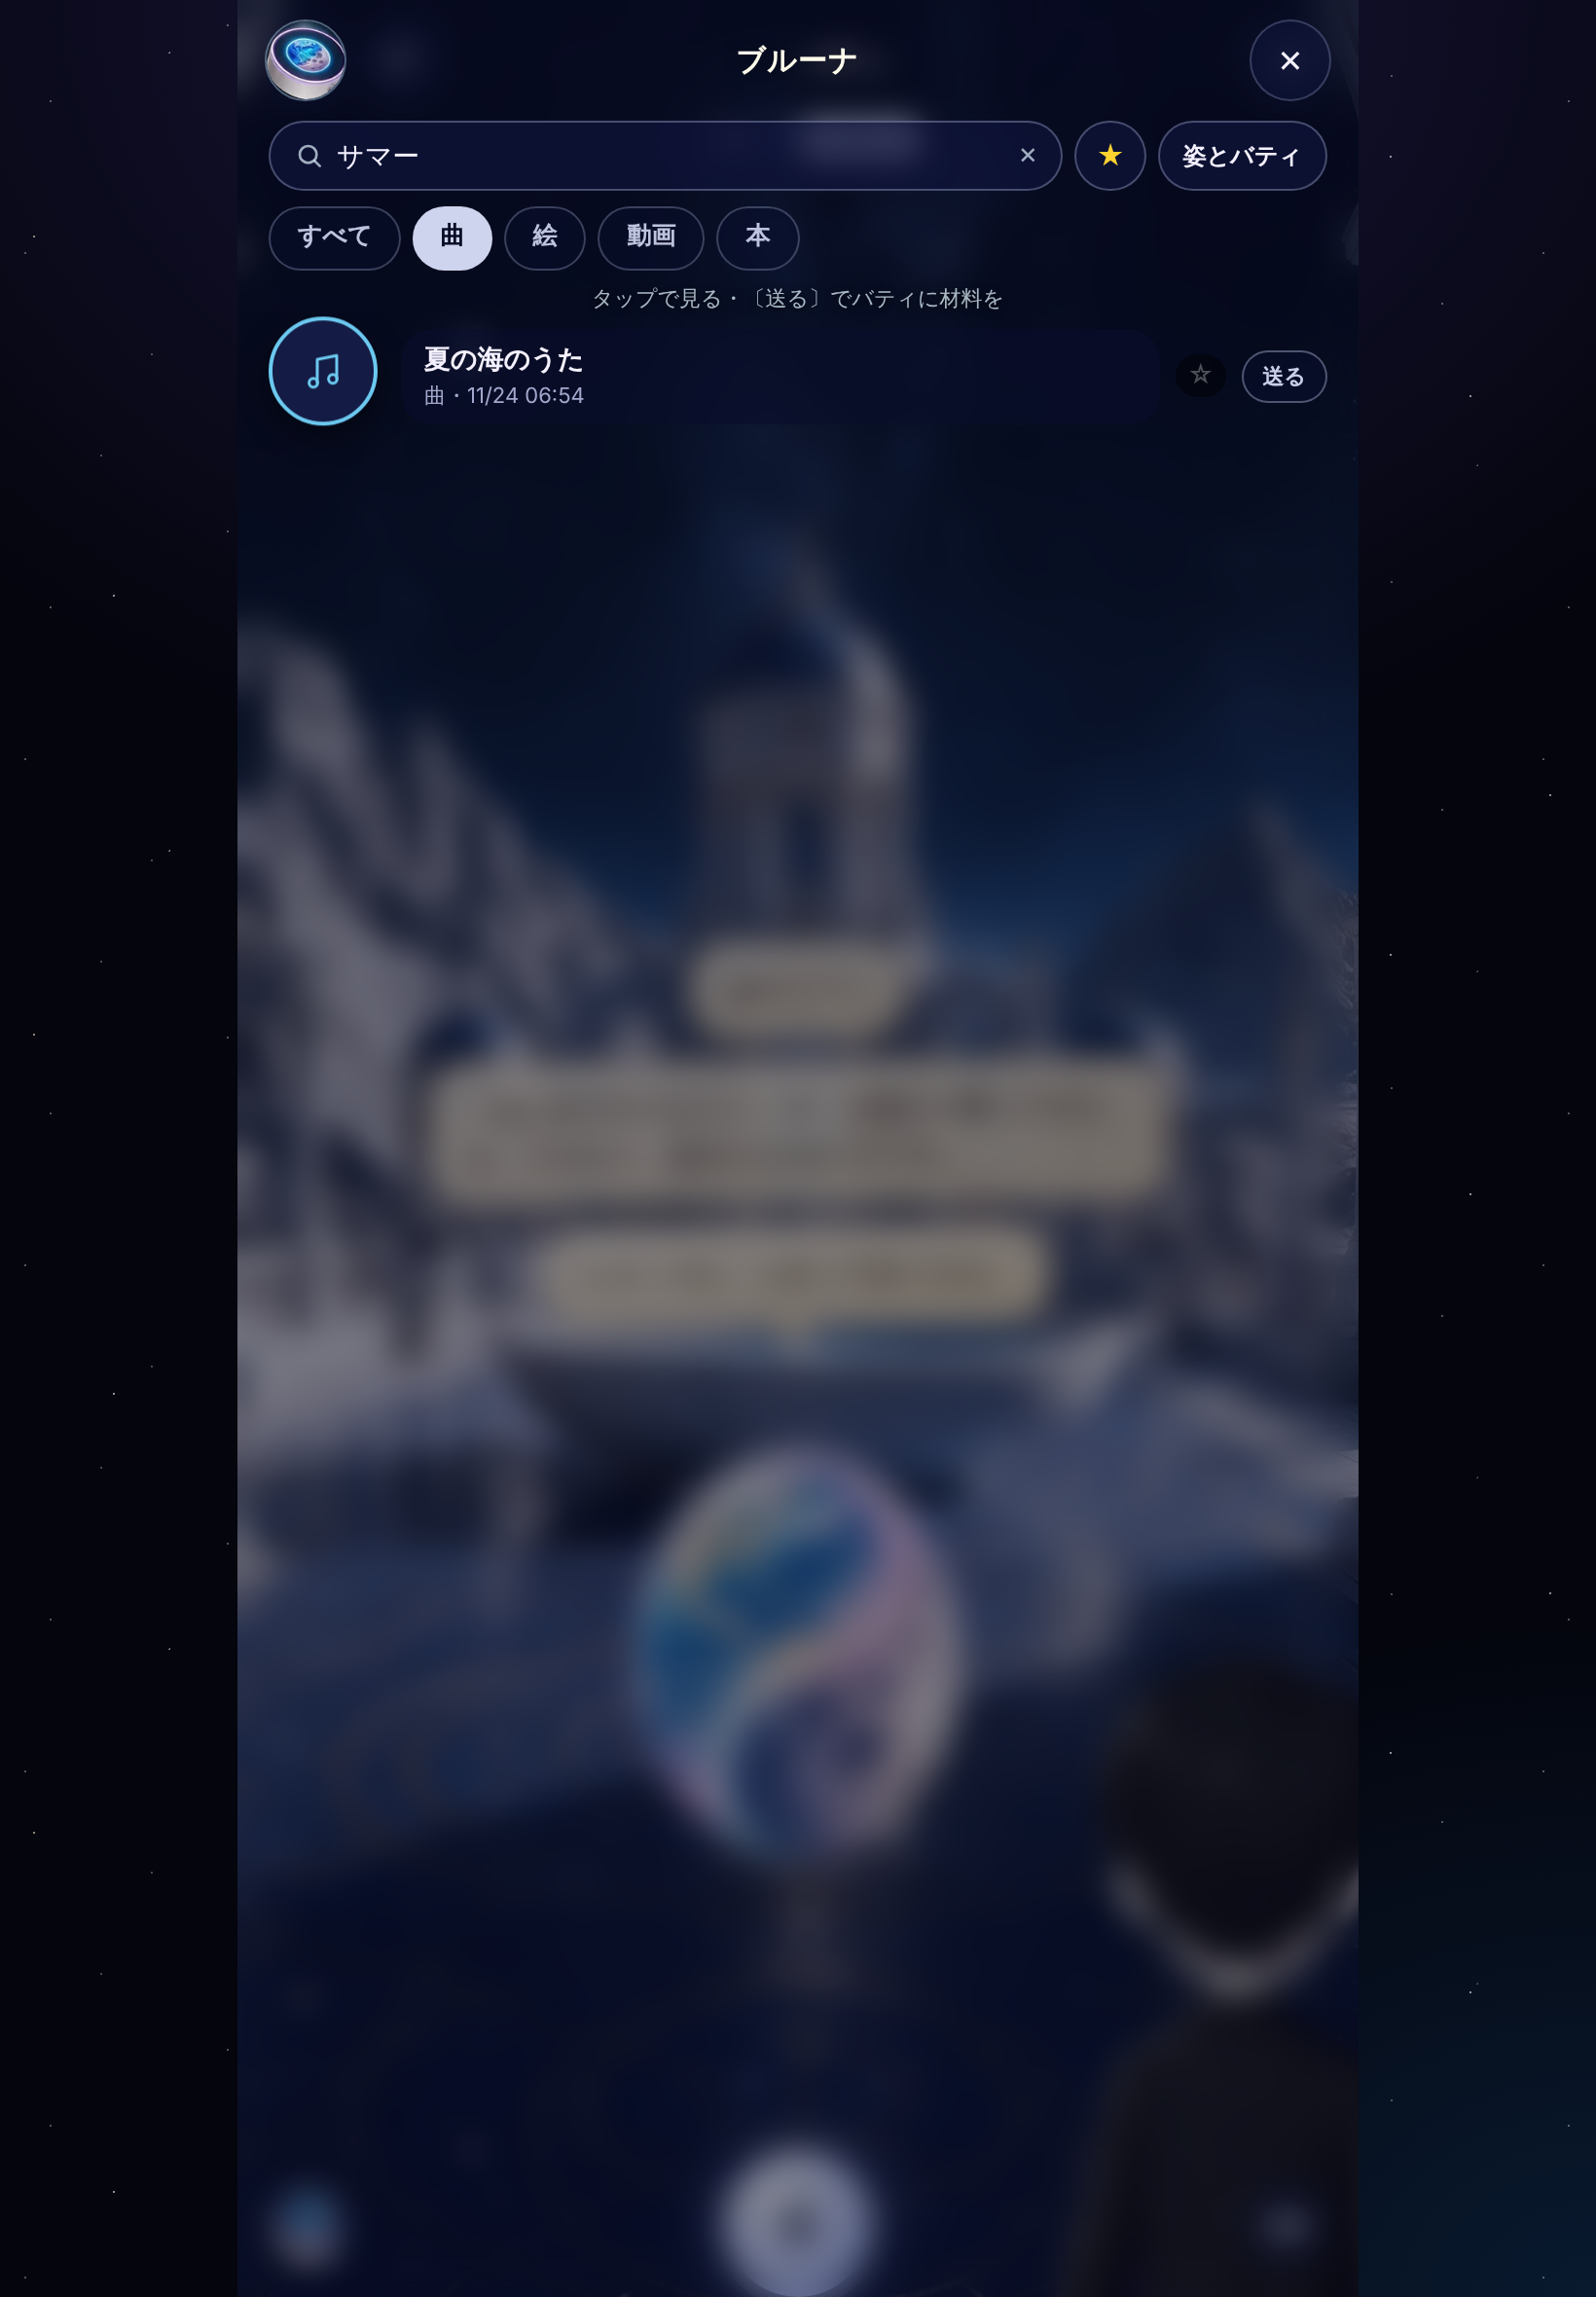 ブルーナ
サマー
姿とバティ
すべて
曲
絵
動画
本
タップで見る・〔送る〕でバティに材料を
夏の海のうた
曲・11/24 06:54
送る